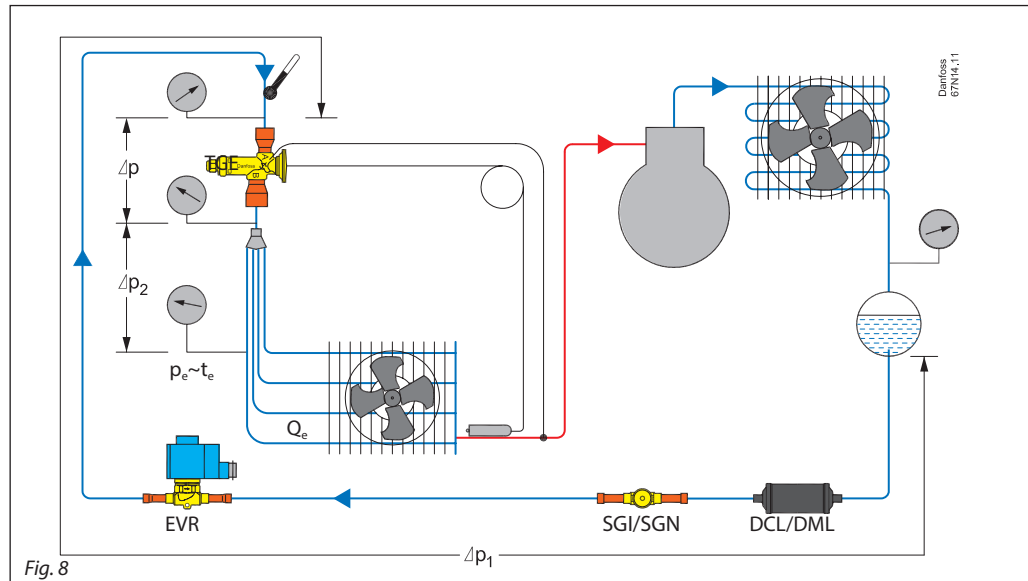 Danfoss
67N14,11
Δp
TGE
Danfoss
A
B
Δp₂
pₑ~tₑ
Qₑ
EVR
SGI/SGN
DCL/DML
Δp₁
Fig. 8